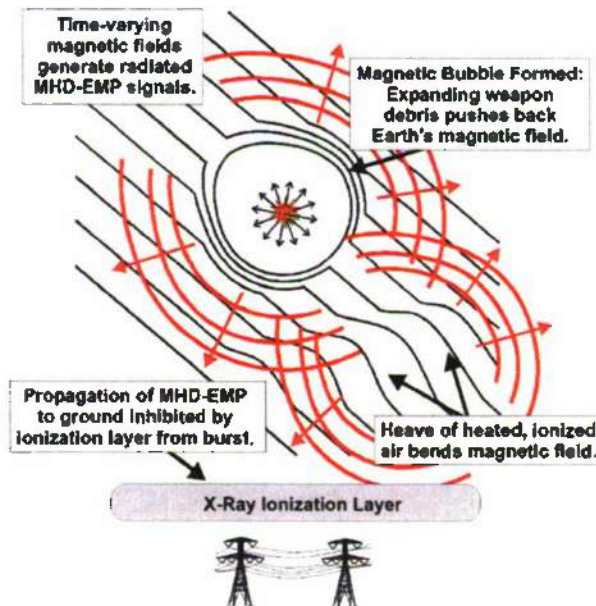 Time-varying
magnetic fields
generate radiated
MHD-EMP signals.
Magnetic Bubble Formed:
Expanding weapon
debris pushes back
Earth's magnetic field.
Propagation of MHD-EMP
to ground inhibited by
ionization layer from burst.
Heave of heated, ionized
air bends magnetic field.
X-Ray Ionization Layer